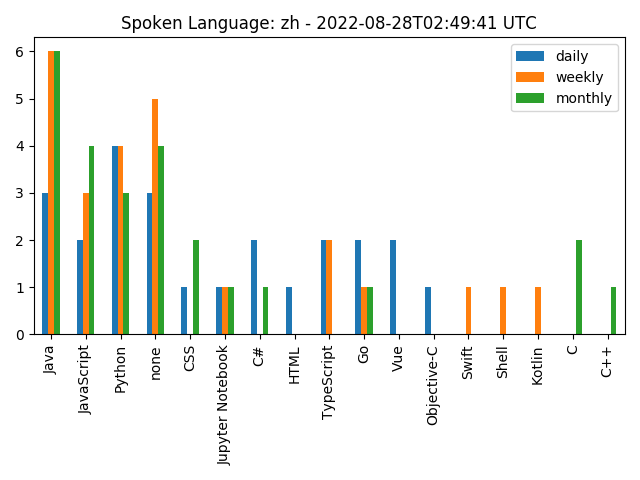 Spoken Language: zh - 2022-08-28T02:49:41 UTC
daily
weekly
monthly
6
5
4
3
2
1
0
Java
JavaScript
Python
none
CSS
Jupyter Notebook
C#
HTML
TypeScript
Go
Vue
Objective-C
Swift
Shell
Kotlin
C
C++